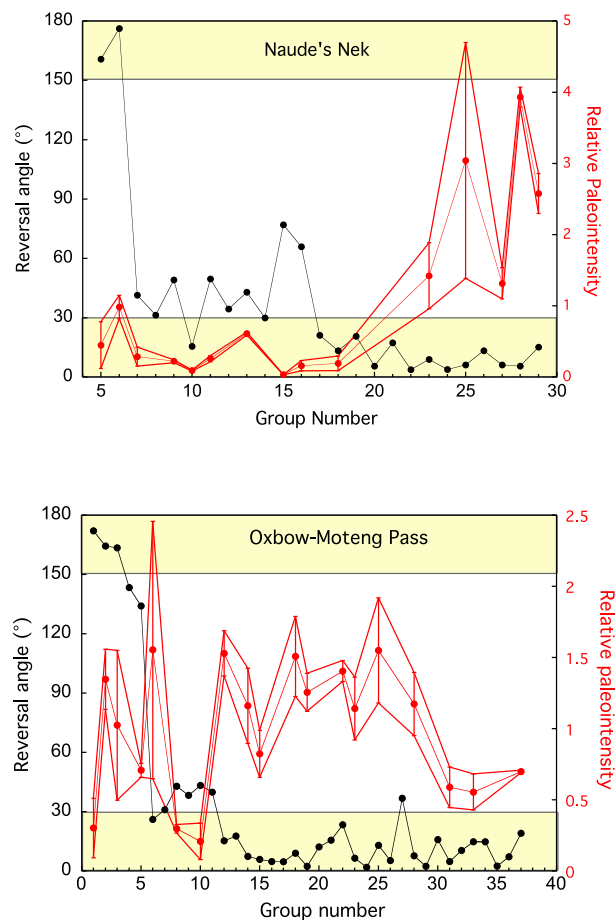 Naude's Nek
180
150
120
90
60
30
0
Reversal angle (°)
5
4
3
2
1
0
Relative Paleointensity
5 10 15 20 25 30
Group Number
Oxbow-Moteng Pass
180
150
120
90
60
30
0
Reversal angle (°)
2.5
2
1.5
1
0.5
0
Relative paleointensity
0 5 10 15 20 25 30 35 40
Group number